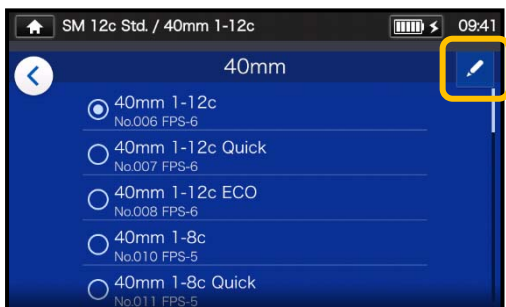 SM 12c Std. / 40mm 1-12c 09:41
40mm
40mm 1-12c
No.006 FPS-6
40mm 1-12c Quick
No.007 FPS-6
40mm 1-12c ECO
No.008 FPS-6
40mm 1-8c
No.010 FPS-5
40mm 1-8c Quick
No.011 FPS-5